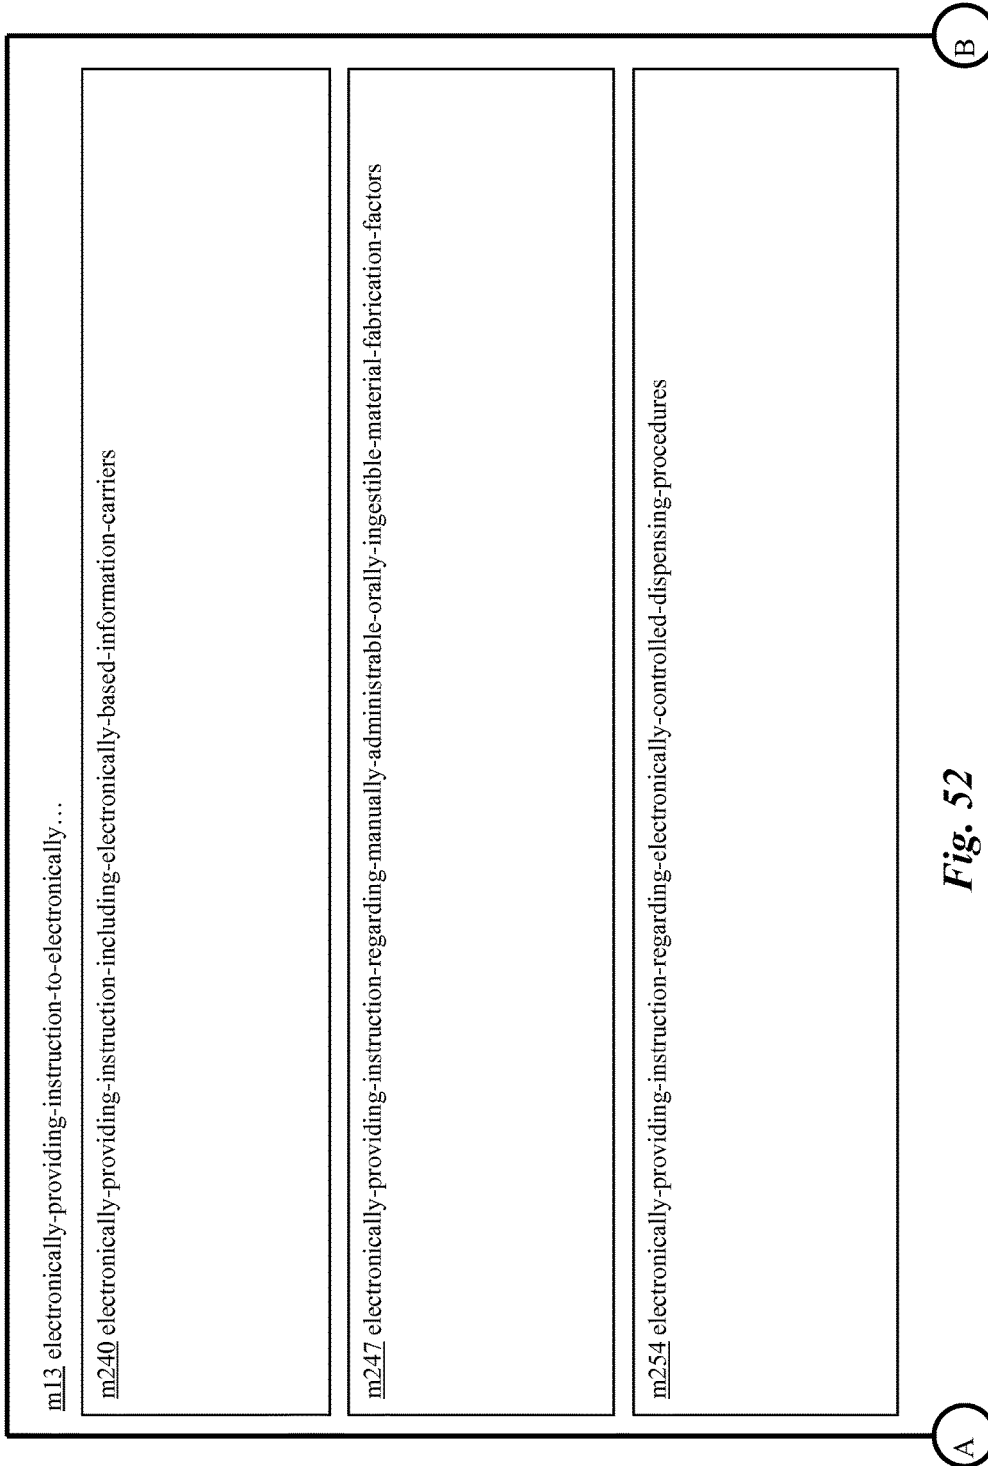 m13 electronically-providing-instruction-to-electronically…
m240 electronically-providing-instruction-including-electronically-based-information-carriers
m247 electronically-providing-instruction-regarding-manually-administrable-orally-ingestible-material-fabrication-factors
m254 electronically-providing-instruction-regarding-electronically-controlled-dispensing-procedures
A
B
Fig. 52